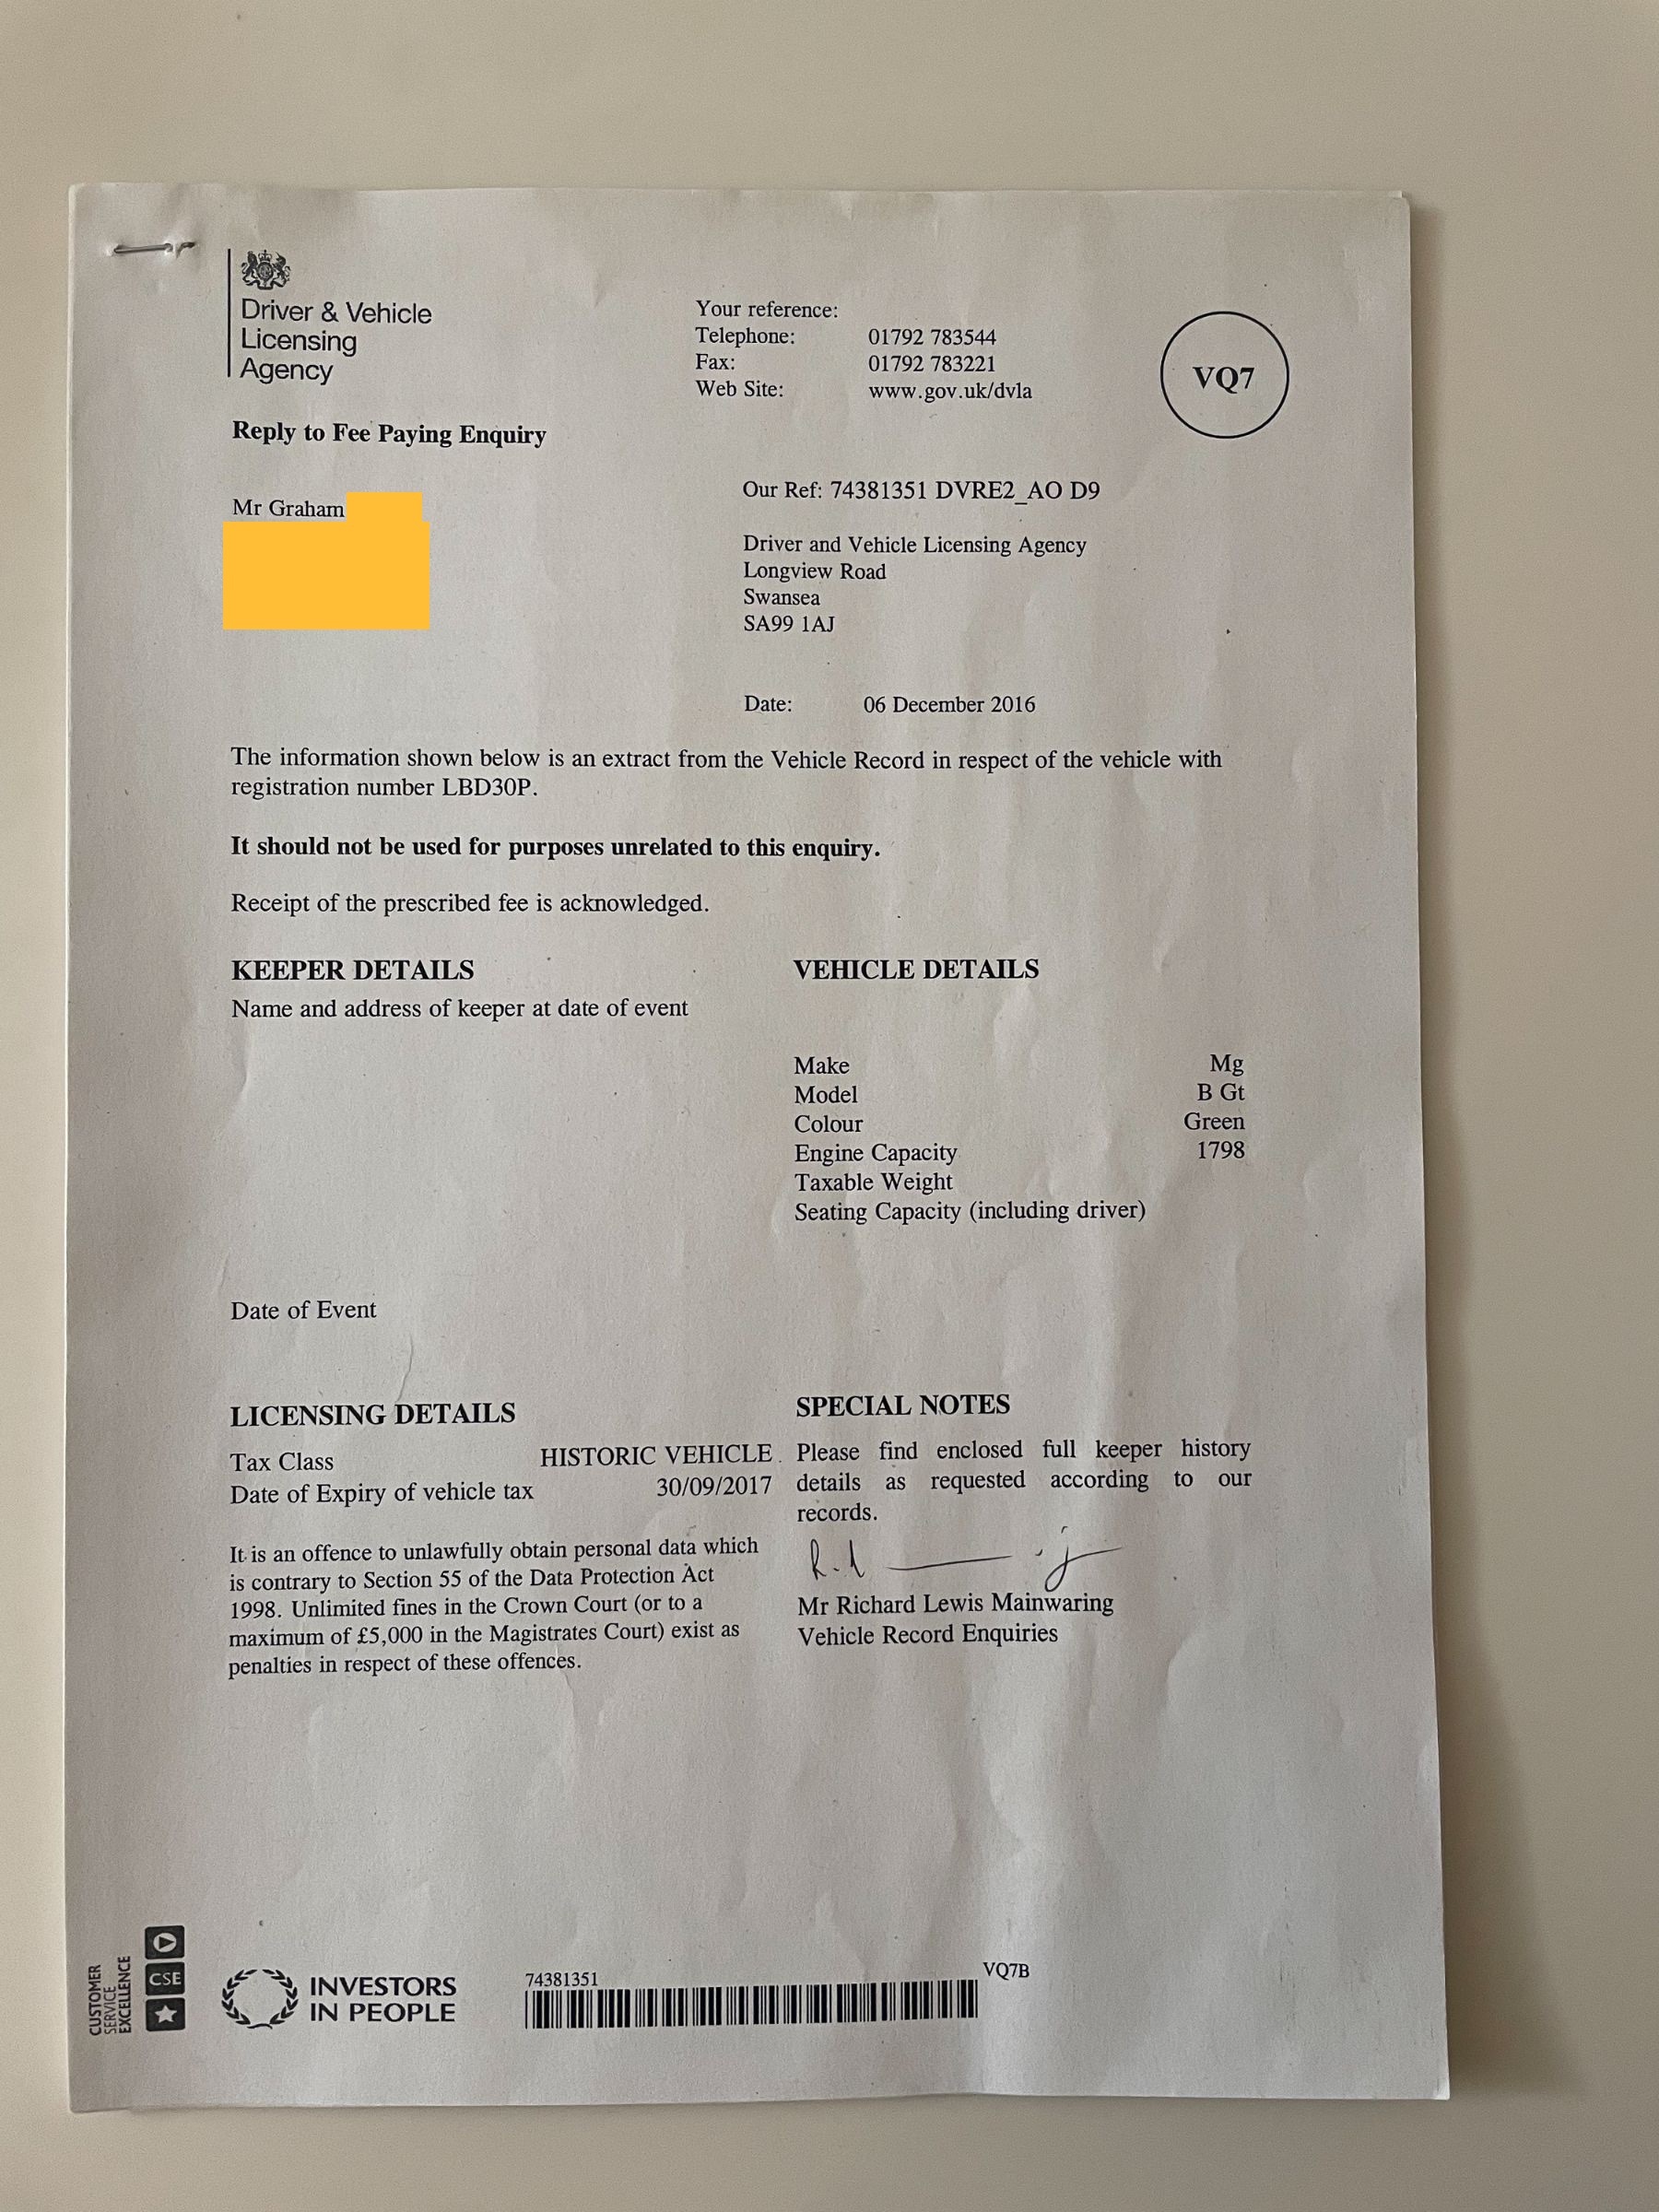 Driver & Vehicle
Licensing
Agency
Your reference:
Telephone: 01792 783544
Fax: 01792 783221
Web Site: www.gov.uk/dvla
VQ7
Reply to Fee Paying Enquiry
Mr Graham
Our Ref: 74381351 DVRE2_AO D9
Driver and Vehicle Licensing Agency
Longview Road
Swansea
SA99 1AJ
Date: 06 December 2016
The information shown below is an extract from the Vehicle Record in respect of the vehicle with
registration number LBD30P.
It should not be used for purposes unrelated to this enquiry.
Receipt of the prescribed fee is acknowledged.
KEEPER DETAILS
Name and address of keeper at date of event
VEHICLE DETAILS
Make Mg
Model B Gt
Colour Green
Engine Capacity 1798
Taxable Weight
Seating Capacity (including driver)
Date of Event
LICENSING DETAILS
Tax Class HISTORIC VEHICLE
Date of Expiry of vehicle tax 30/09/2017
It is an offence to unlawfully obtain personal data which
is contrary to Section 55 of the Data Protection Act
1998. Unlimited fines in the Crown Court (or to a
maximum of £5,000 in the Magistrates Court) exist as
penalties in respect of these offences.
SPECIAL NOTES
Please find enclosed full keeper history
details as requested according to our
records.
Mr Richard Lewis Mainwaring
Vehicle Record Enquiries
CUSTOMER
SERVICE
EXCELLENCE
CSE
INVESTORS
IN PEOPLE
74381351
VQ7B